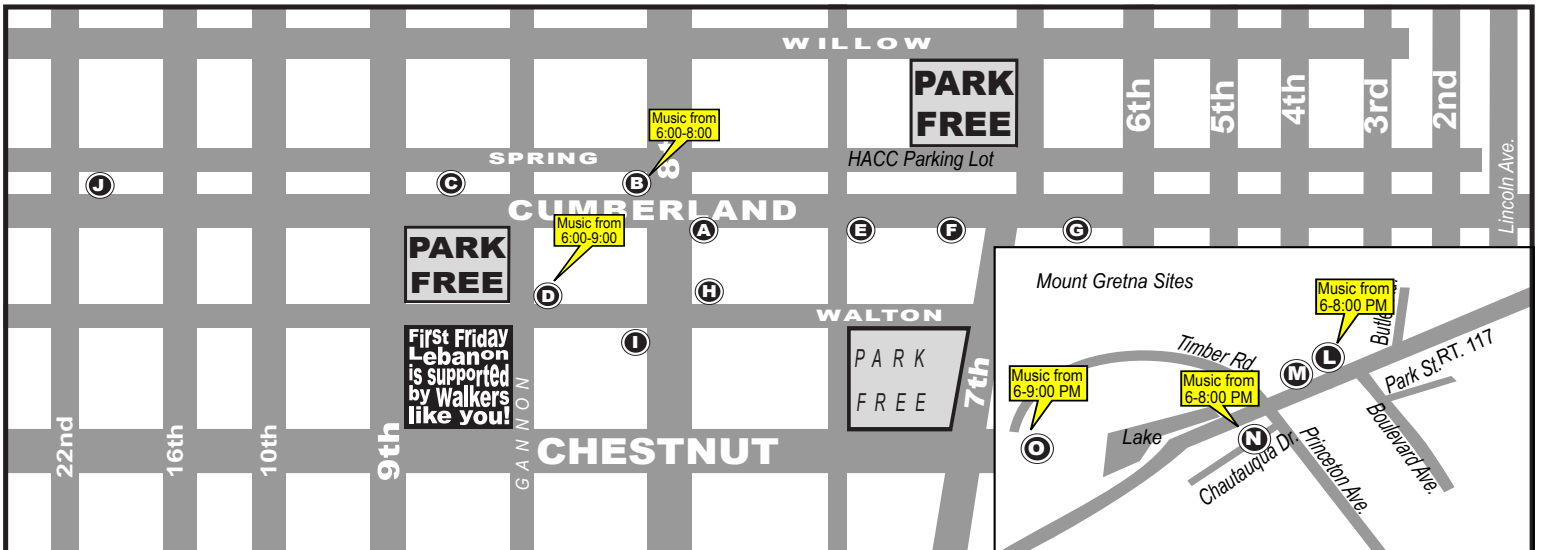 WILLOW
PARK
FREE
HACC Parking Lot
6th
5th
4th
3rd
2nd
Lincoln Ave.
Music from
6:00-8:00
SPRING
J
C
B
CUMBERLAND
Music from
6:00-9:00
A
E
F
G
PARK
FREE
D
H
WALTON
I
First Friday
Lebanon
is supported
by Walkers
like you!
PARK
FREE
7th
22nd
16th
10th
9th
GANNON
CHESTNUT
Mount Gretna Sites
Music from
6-8:00 PM
Timber Rd
L
M
RT. 117
Park St.
Music from
6-9:00 PM
Music from
6-8:00 PM
O
Lake
N
Chautauqua Dr.
Princeton Ave.
Boulevard Ave.